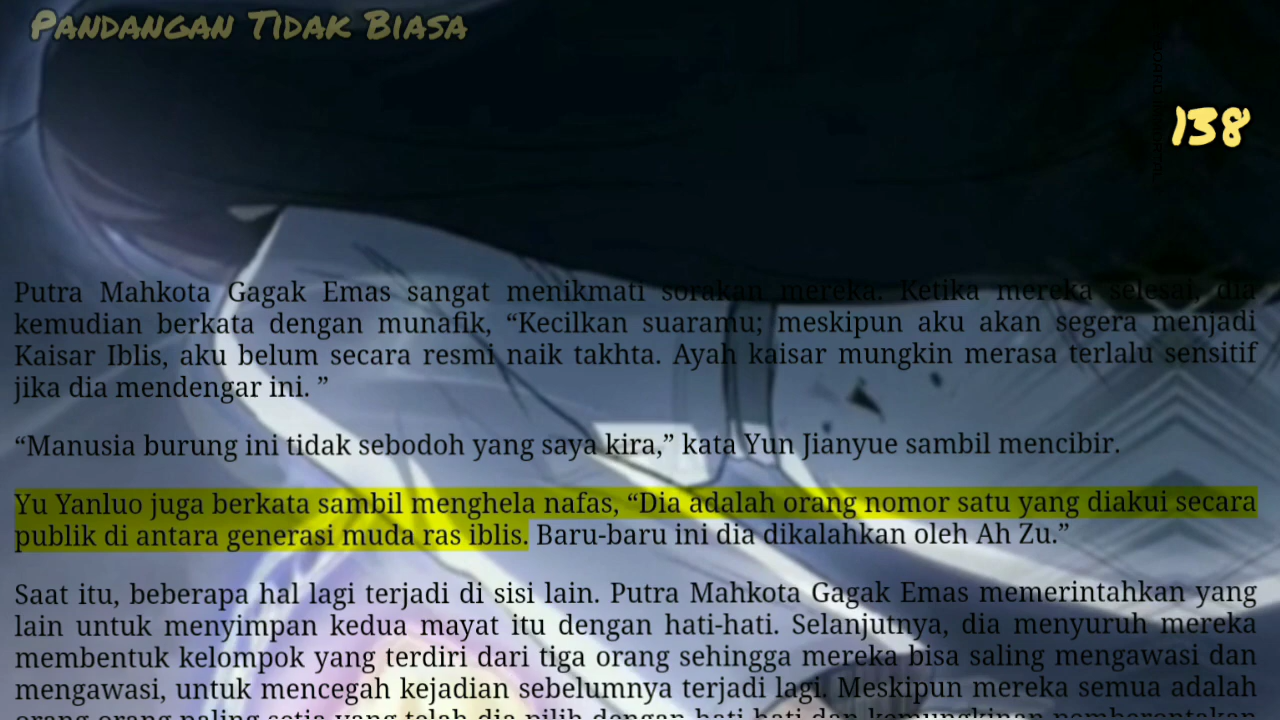 Pandangan Tidak Biasa
138
Putra Mahkota Gagak Emas sangat menikmati sorakan mereka. Ketika mereka selesai, dia
kemudian berkata dengan munafik, “Kecilkan suaramu; meskipun aku akan segera menjadi
Kaisar Iblis, aku belum secara resmi naik takhta. Ayah kaisar mungkin merasa terlalu sensitif
jika dia mendengar ini. ”
“Manusia burung ini tidak sebodoh yang saya kira,” kata Yun Jianyue sambil mencibir.
Yu Yanluo juga berkata sambil menghela nafas, “Dia adalah orang nomor satu yang diakui secara
publik di antara generasi muda ras iblis. Baru-baru ini dia dikalahkan oleh Ah Zu.”
Saat itu, beberapa hal lagi terjadi di sisi lain. Putra Mahkota Gagak Emas memerintahkan yang
lain untuk menyimpan kedua mayat itu dengan hati-hati. Selanjutnya, dia menyuruh mereka
membentuk kelompok yang terdiri dari tiga orang sehingga mereka bisa saling mengawasi dan
mengawasi, untuk mencegah kejadian sebelumnya terjadi lagi. Meskipun mereka semua adalah